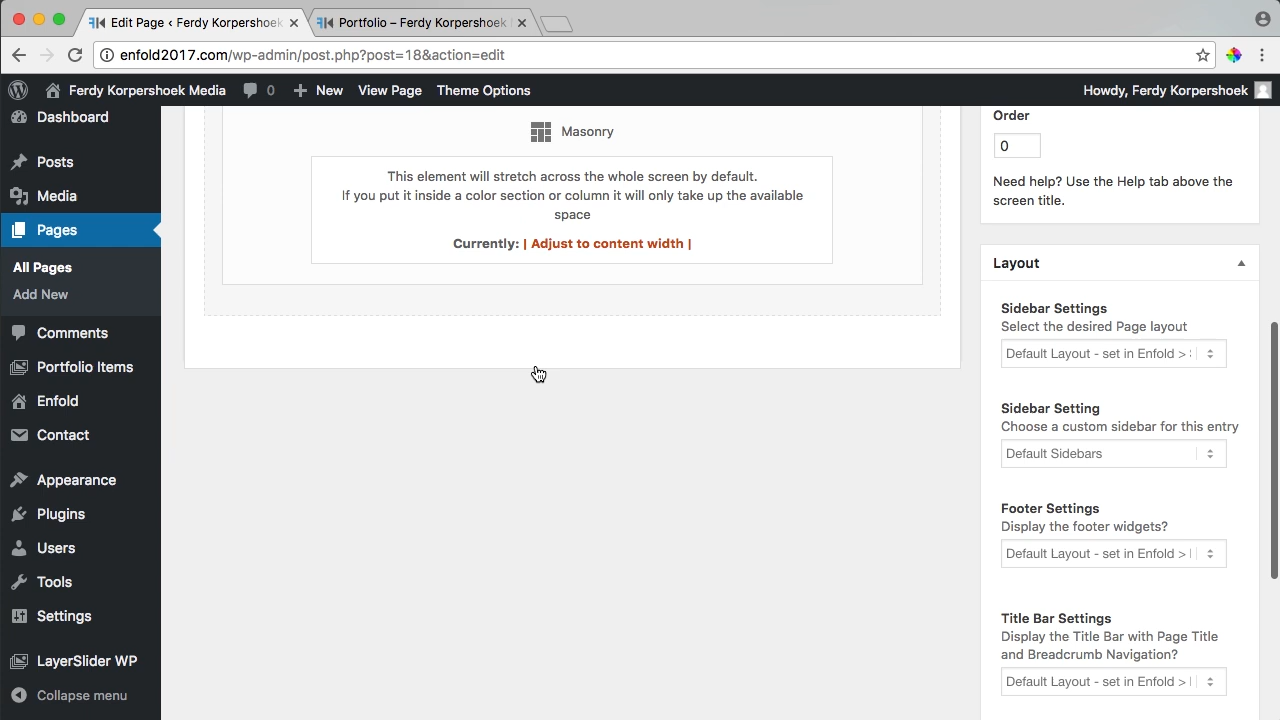 Edit Page ‹ Ferdy Korpershoek
Portfolio – Ferdy Korpershoek
enfold2017.com/wp-admin/post.php?post=18&action=edit
Ferdy Korpershoek Media
0
New
View Page
Theme Options
Howdy, Ferdy Korpershoek
Dashboard
Posts
Media
Pages
All Pages
Add New
Comments
Portfolio Items
Enfold
Contact
Appearance
Plugins
Users
Tools
Settings
LayerSlider WP
Collapse menu
Masonry
This element will stretch across the whole screen by default.
If you put it inside a color section or column it will only take up the available
space
Currently: | Adjust to content width |
Order
0
Need help? Use the Help tab above the
screen title.
Layout
Sidebar Settings
Select the desired Page layout
Default Layout - set in Enfold >
Sidebar Setting
Choose a custom sidebar for this entry
Default Sidebars
Footer Settings
Display the footer widgets?
Default Layout - set in Enfold >
Title Bar Settings
Display the Title Bar with Page Title
and Breadcrumb Navigation?
Default Layout - set in Enfold >